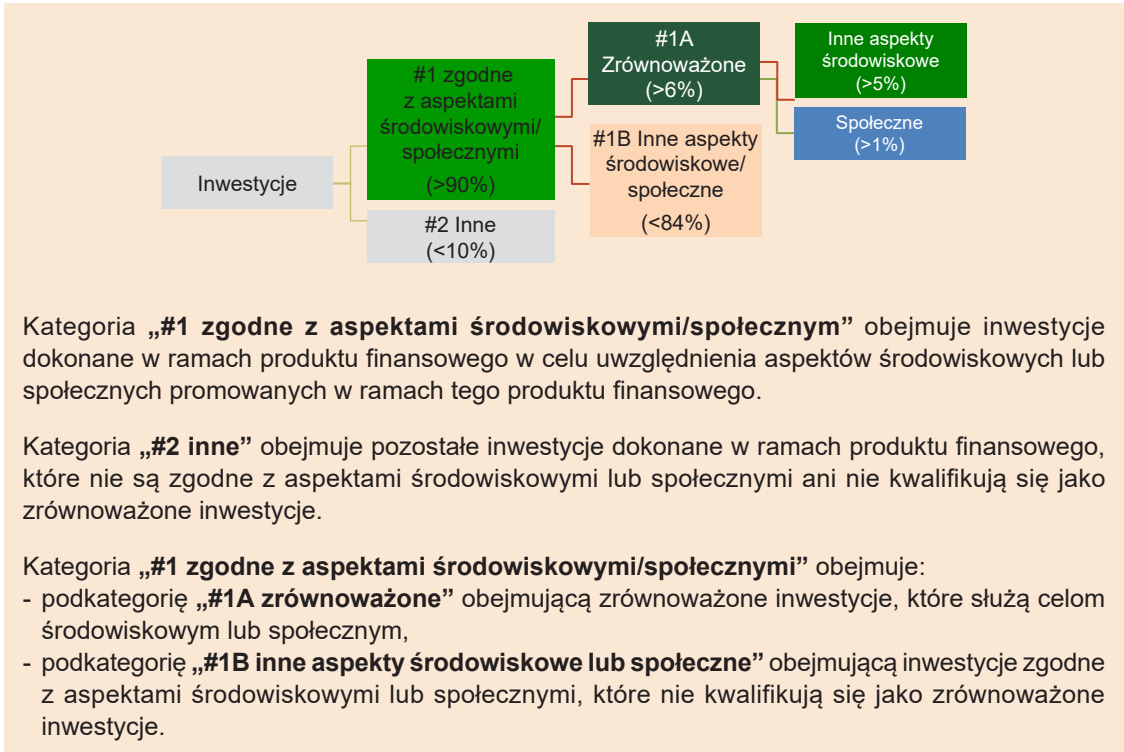 Inwestycje
#1 zgodne
z aspektami
środowiskowymi/
społecznymi
(>90%)
#2 Inne
(<10%)
#1A
Zrównoważone
(>6%)
#1B Inne aspekty
środowiskowe/
społeczne
(<84%)
Inne aspekty
środowiskowe
(>5%)
Społeczne
(>1%)
Kategoria „#1 zgodne z aspektami środowiskowymi/społecznym” obejmuje inwestycje
dokonane w ramach produktu finansowego w celu uwzględnienia aspektów środowiskowych lub
społecznych promowanych w ramach tego produktu finansowego.
Kategoria „#2 inne” obejmuje pozostałe inwestycje dokonane w ramach produktu finansowego,
które nie są zgodne z aspektami środowiskowymi lub społecznymi ani nie kwalifikują się jako
zrównoważone inwestycje.
Kategoria „#1 zgodne z aspektami środowiskowymi/społecznymi” obejmuje:
- podkategorię „#1A zrównoważone” obejmującą zrównoważone inwestycje, które służą celom
środowiskowym lub społecznym,
- podkategorię „#1B inne aspekty środowiskowe lub społeczne” obejmującą inwestycje zgodne
z aspektami środowiskowymi lub społecznymi, które nie kwalifikują się jako zrównoważone
inwestycje.